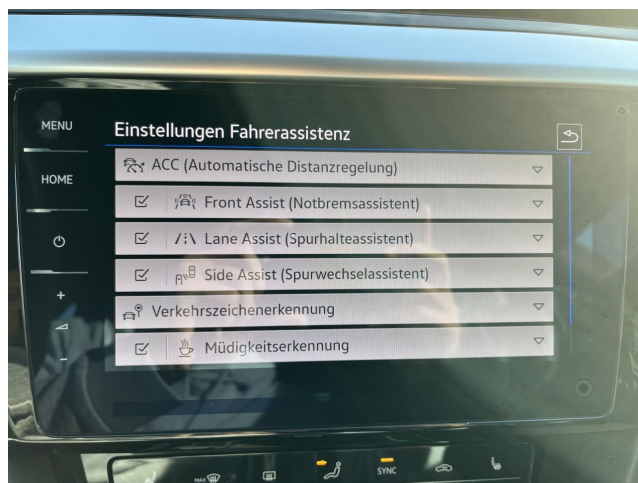 MENU
Einstellungen Fahrerassistenz
HOME
ACC (Automatische Distanzregelung)
Front Assist (Notbremsassistent)
Lane Assist (Spurhalteassistent)
Side Assist (Spurwechselassistent)
+
Verkehrszeichenerkennung
-
Müdigkeitserkennung
MAX
SYNC